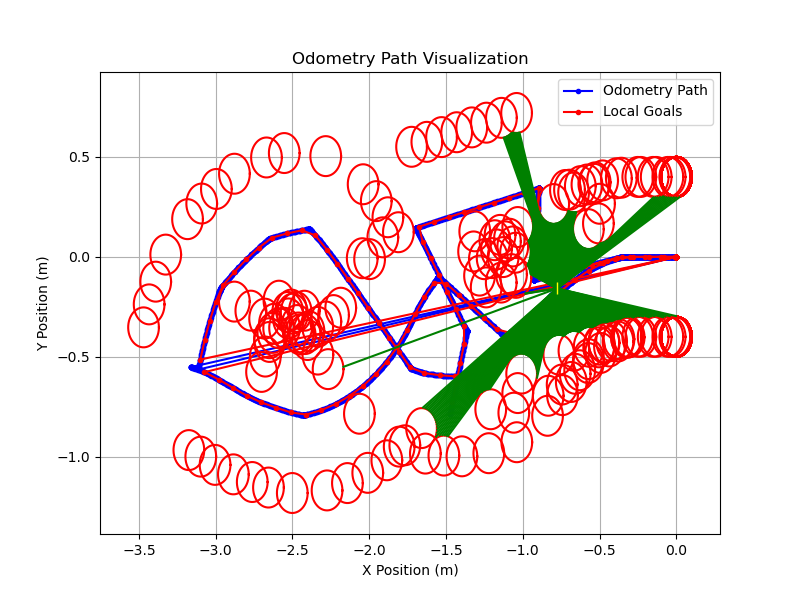 Odometry Path Visualization
Odometry Path
Local Goals
Y Position (m)
0.5
0.0
−0.5
−1.0
−3.5 −3.0 −2.5 −2.0 −1.5 −1.0 −0.5 0.0
X Position (m)